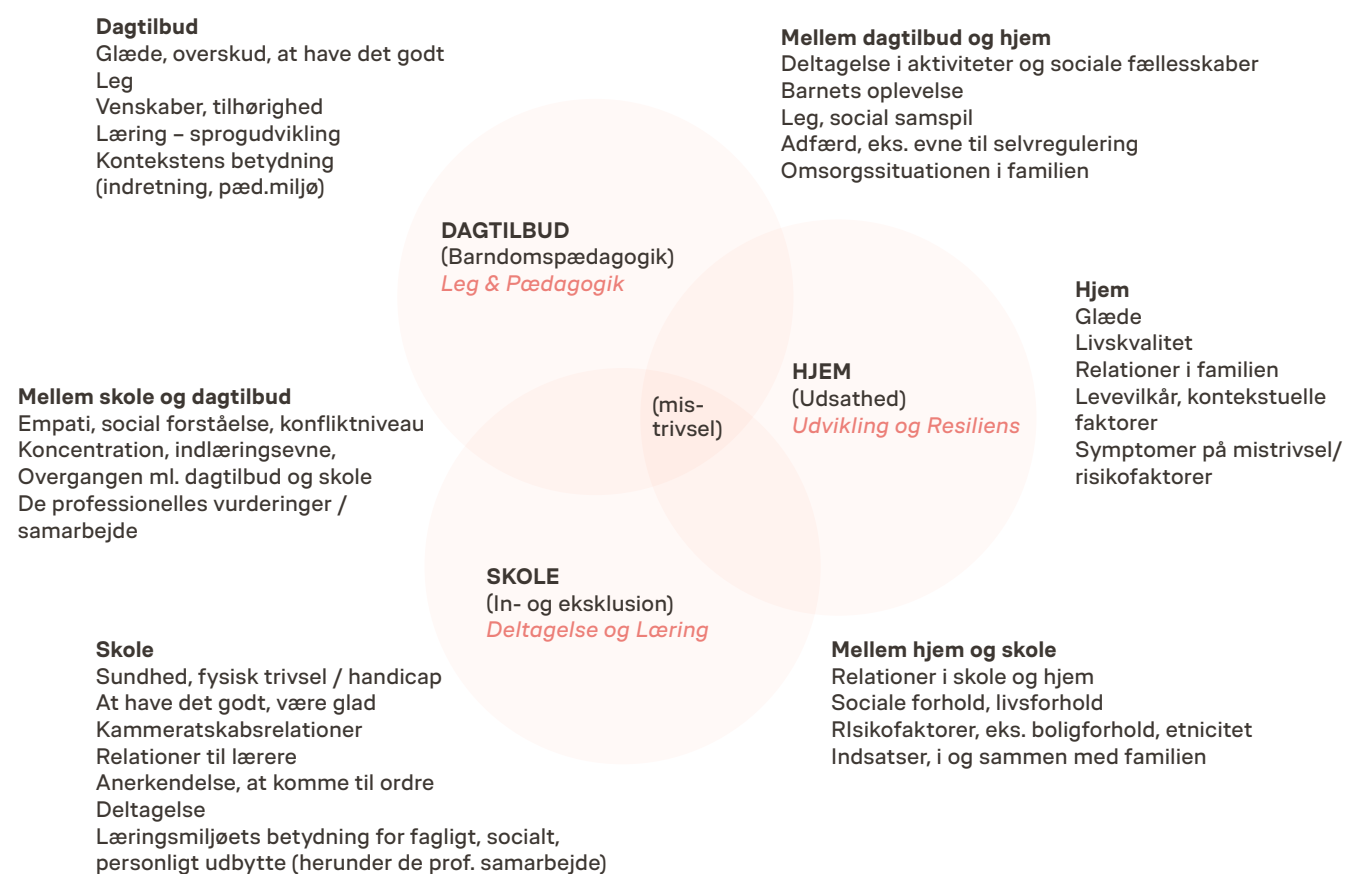 Dagtilbud
Glæde, overskud, at have det godt
Leg
Venskaber, tilhørighed
Læring – sprogudvikling
Kontekstens betydning
(indretning, pæd.miljø)
Mellem dagtilbud og hjem
Deltagelse i aktiviteter og sociale fællesskaber
Barnets oplevelse
Leg, social samspil
Adfærd, eks. evne til selvregulering
Omsorgssituationen i familien
DAGTILBUD
(Barndomspædagogik)
Leg & Pædagogik
Hjem
Glæde
Livskvalitet
Relationer i familien
Levevilkår, kontekstuelle
faktorer
Symptomer på mistrivsel/
risikofaktorer
HJEM
(Udsathed)
Udvikling og Resiliens
(mis-
trivsel)
Mellem skole og dagtilbud
Empati, social forståelse, konfliktniveau
Koncentration, indlæringsevne,
Overgangen ml. dagtilbud og skole
De professionelles vurderinger /
samarbejde
SKOLE
(In- og eksklusion)
Deltagelse og Læring
Skole
Sundhed, fysisk trivsel / handicap
At have det godt, være glad
Kammeratskabsrelationer
Relationer til lærere
Anerkendelse, at komme til ordre
Deltagelse
Læringsmiljøets betydning for fagligt, socialt,
personligt udbytte (herunder de prof. samarbejde)
Mellem hjem og skole
Relationer i skole og hjem
Sociale forhold, livsforhold
RIsikofaktorer, eks. boligforhold, etnicitet
Indsatser, i og sammen med familien